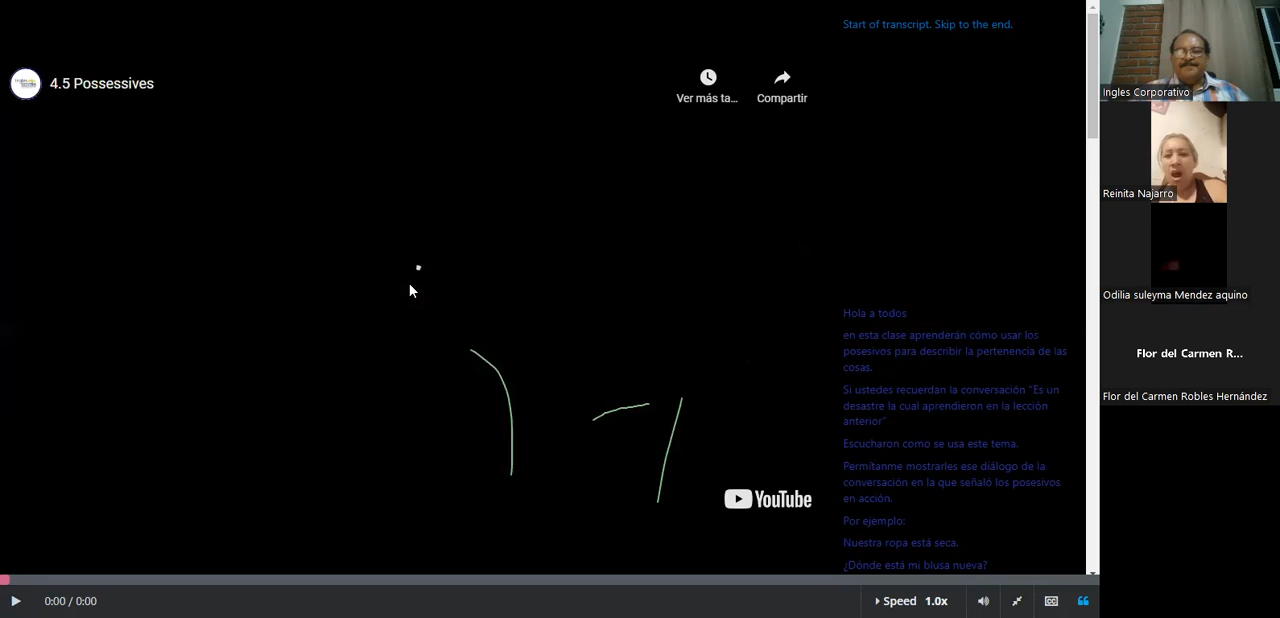 Start of transcript. Skip to the end.
4.5 Possessives
Ver más ta...
Compartir
Hola a todos
en esta clase aprenderán cómo usar los
posesivos para describir la pertenencia de las
cosas.
Si ustedes recuerdan la conversación "Es un
desastre la cual aprendieron en la lección
anterior"
Escucharon como se usa este tema.
Permítanme mostrarles ese diálogo de la
conversación en la que señaló los posesivos
en acción.
Por ejemplo:
Nuestra ropa está seca.
¿Dónde está mi blusa nueva?
YouTube
0:00 / 0:00
Speed 1.0x
CC
Ingles Corporativo
Reinita Najarro
Odilia suleyma Mendez aquino
Flor del Carmen R...
Flor del Carmen Robles Hernández